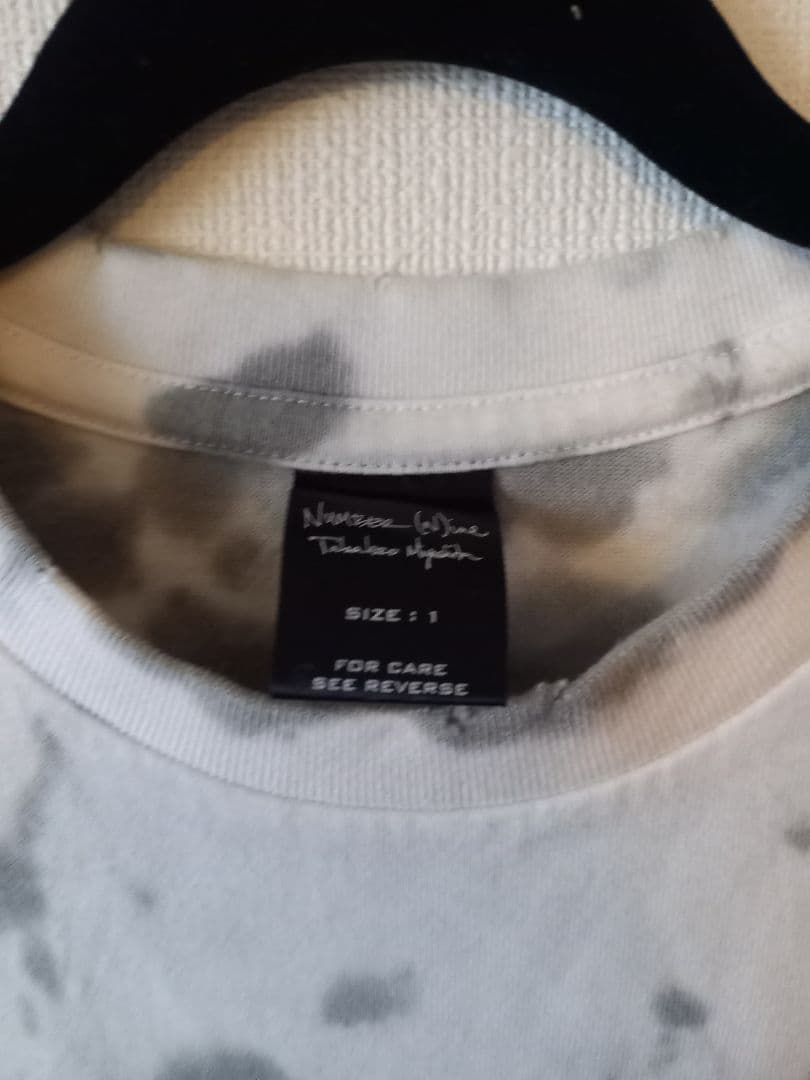 Number (N)ine
Takahiro Miyashita
SIZE : 1
FOR CARE
SEE REVERSE